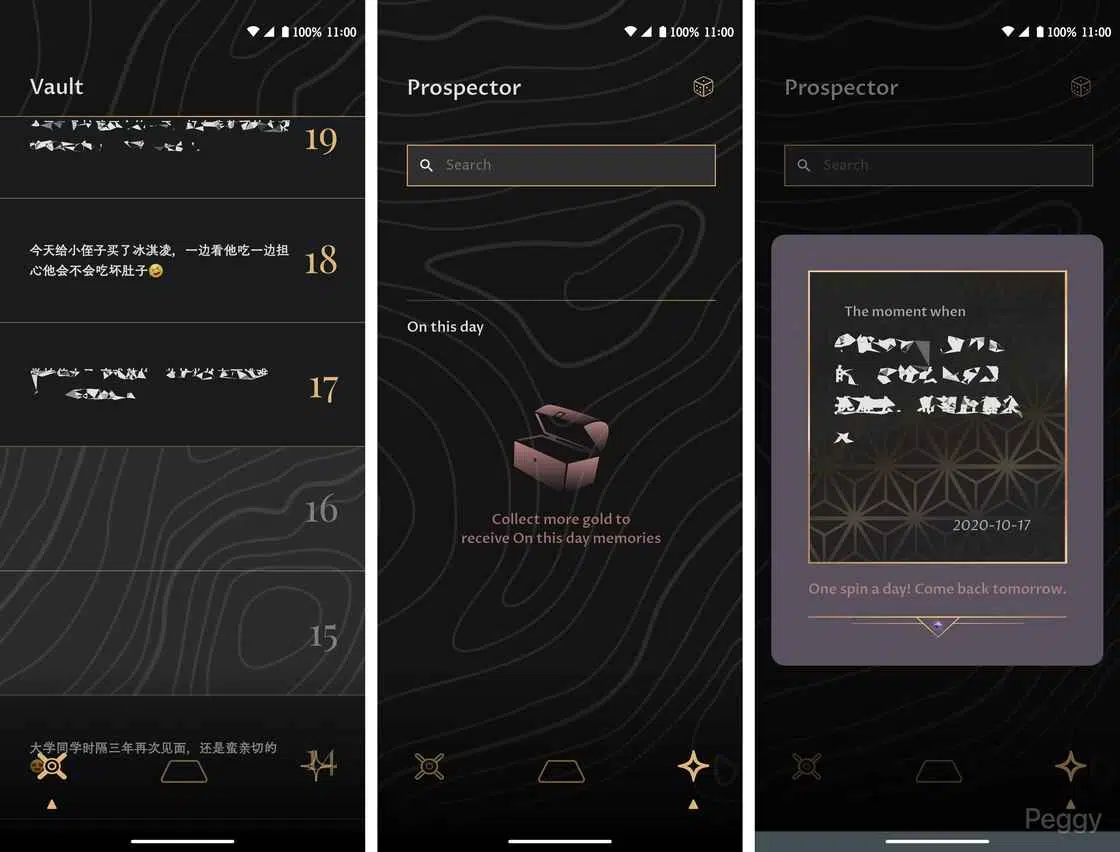 100% 11:00
Vault
19
今天给小侄子买了冰淇凌，一边看他吃一边担
心他会不会吃坏肚子🤣
18
17
16
15
大学同学时隔三年再次见面，还是蛮亲切的
14
100% 11:00
Prospector
Search
On this day
Collect more gold to
receive On this day memories
100% 11:00
Prospector
Search
The moment when
2020-10-17
One spin a day! Come back tomorrow.
Peggy